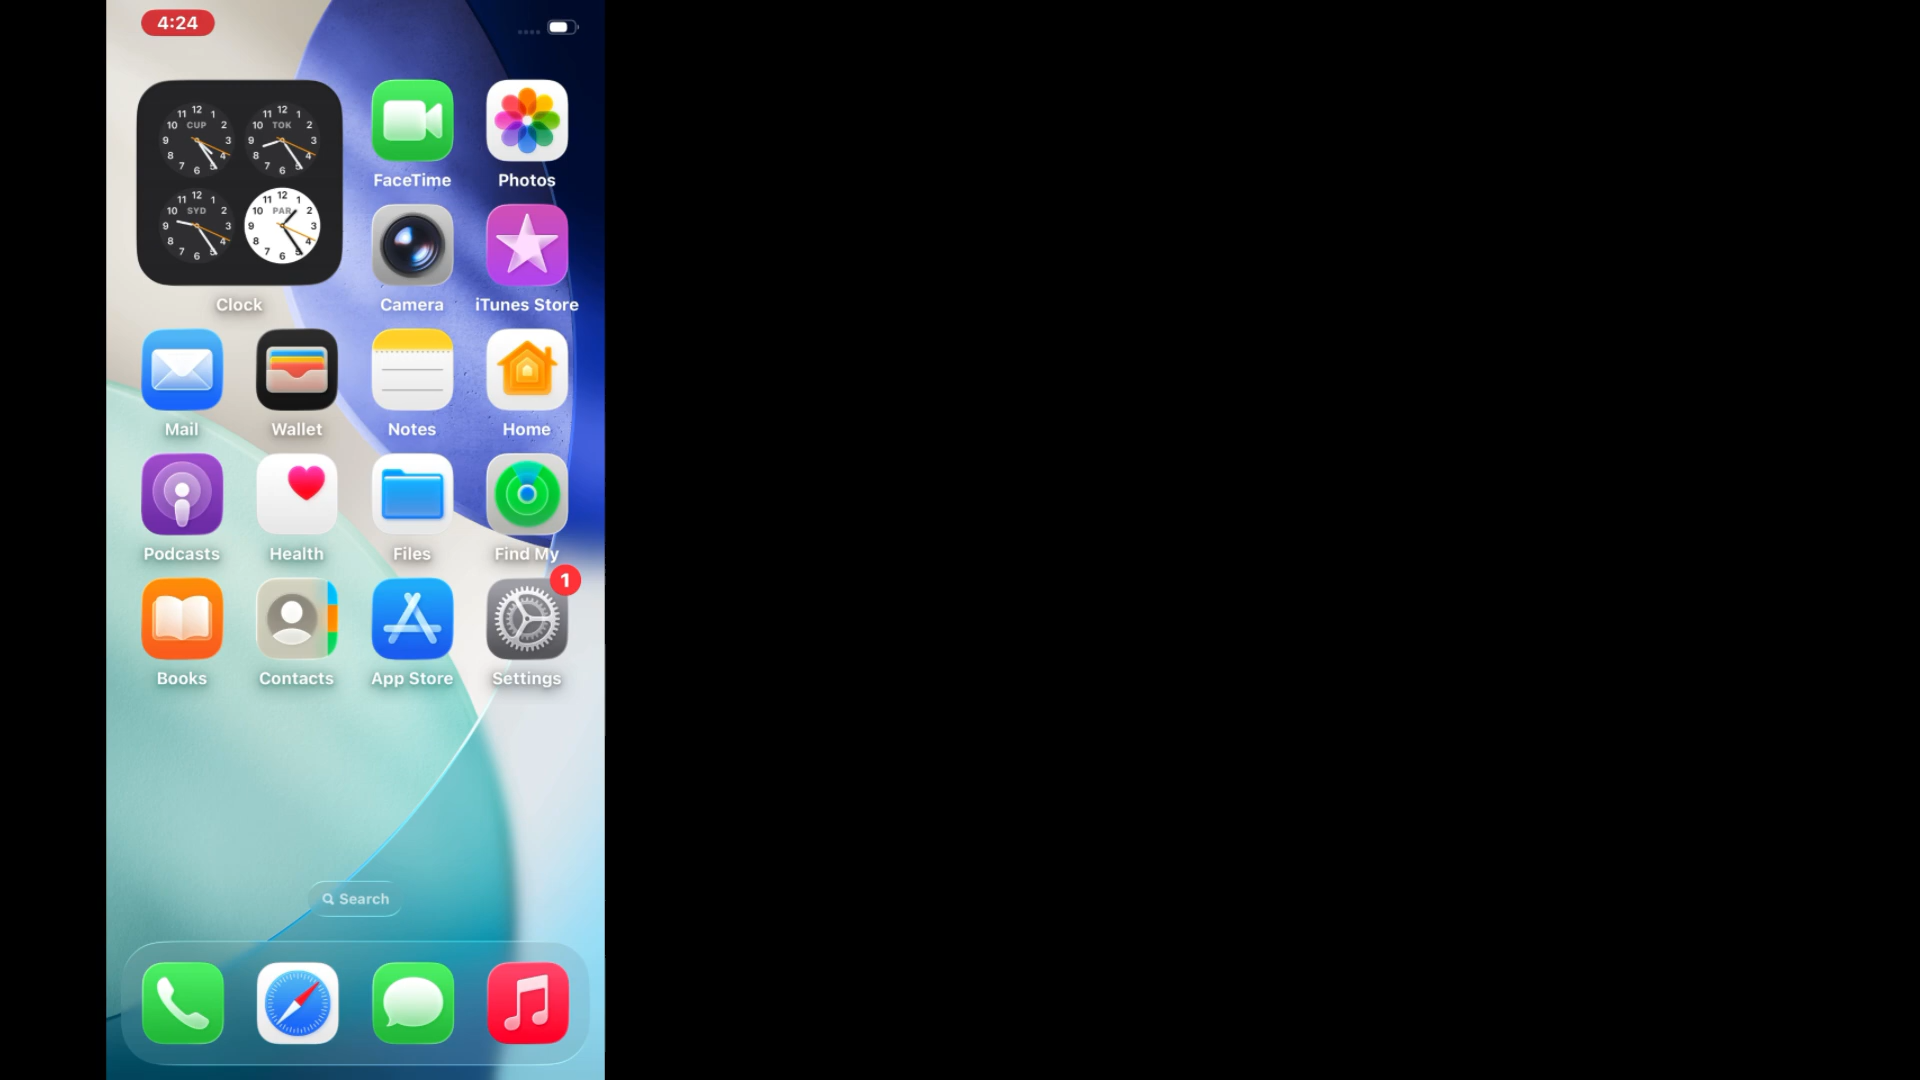 4:24
CUP
TOK
SYD
PAR
Clock
FaceTime
Photos
Camera
iTunes Store
Mail
Wallet
Notes
Home
Podcasts
Health
Files
Find My
1
Books
Contacts
App Store
Settings
Search